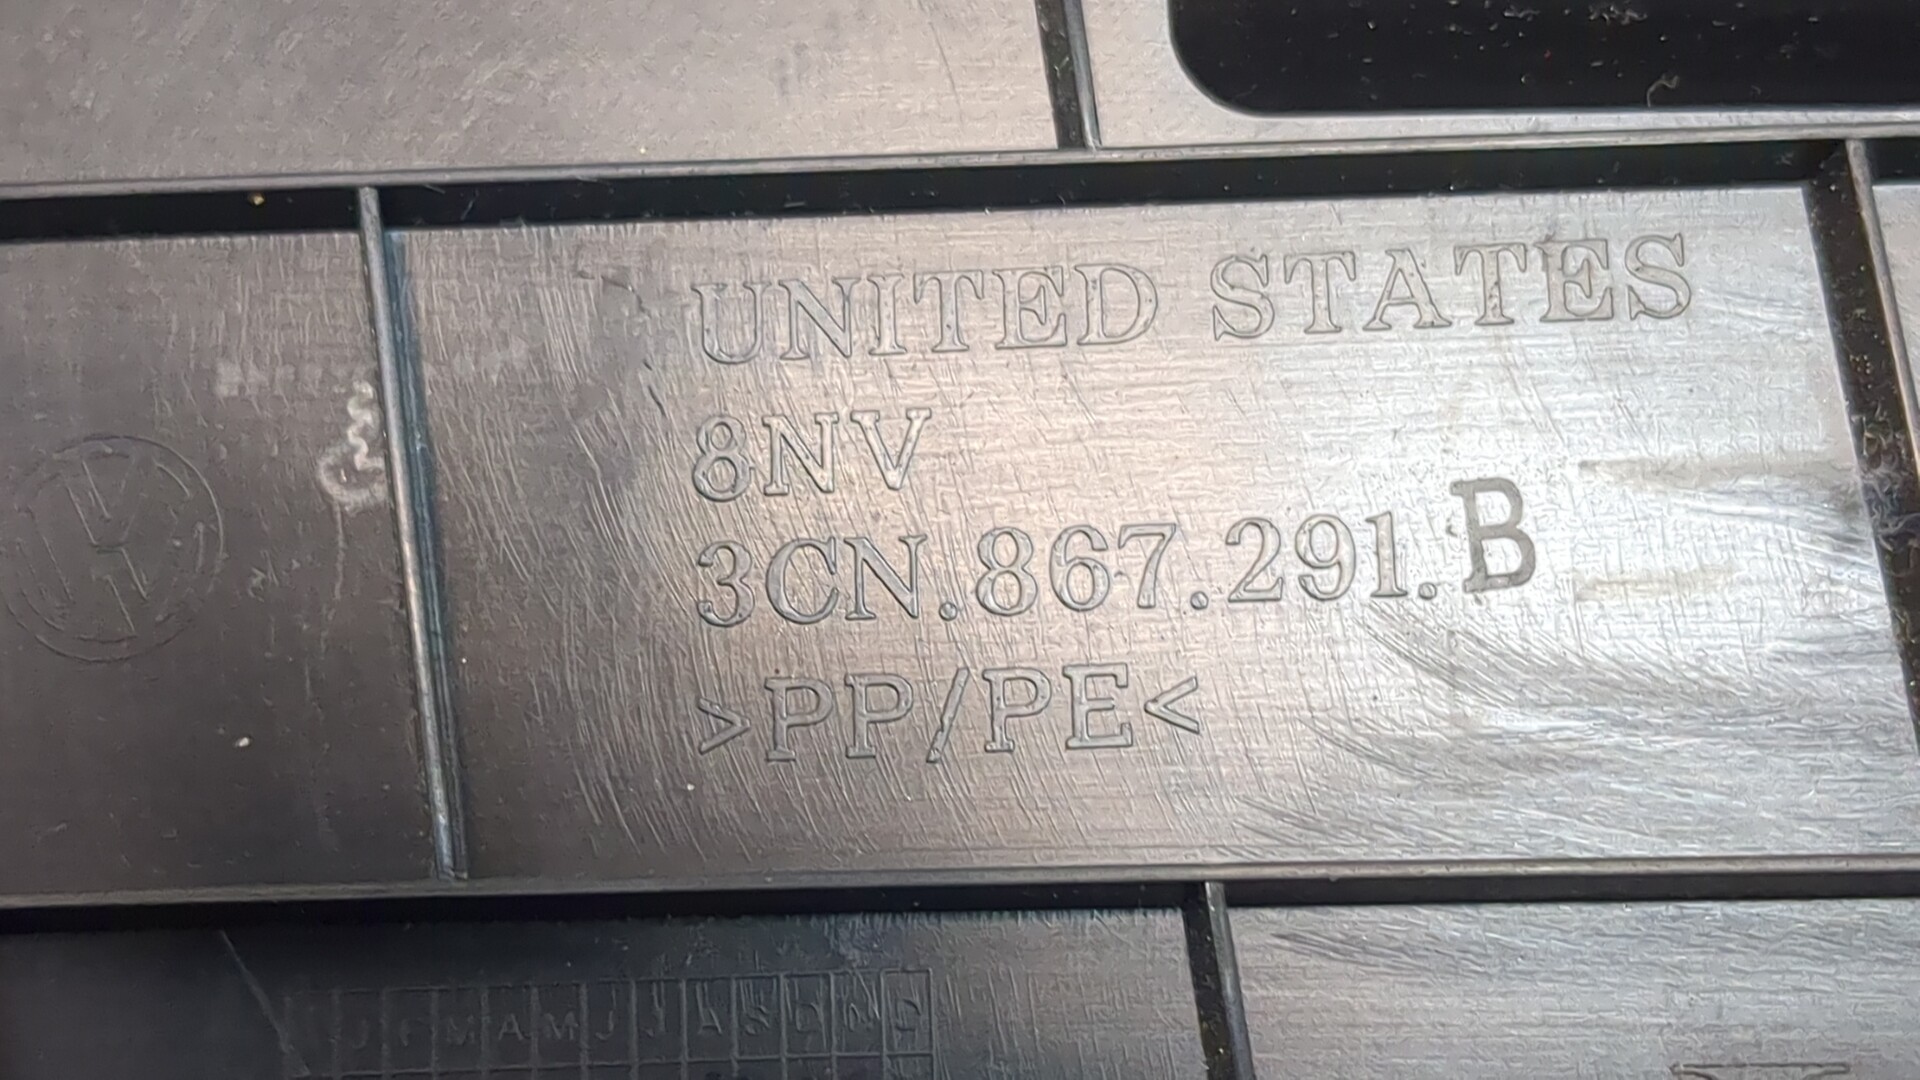 UNITED STATES
8NV
3CN.867.291.B
>PP/PE<
J F M A M J J A S O N D